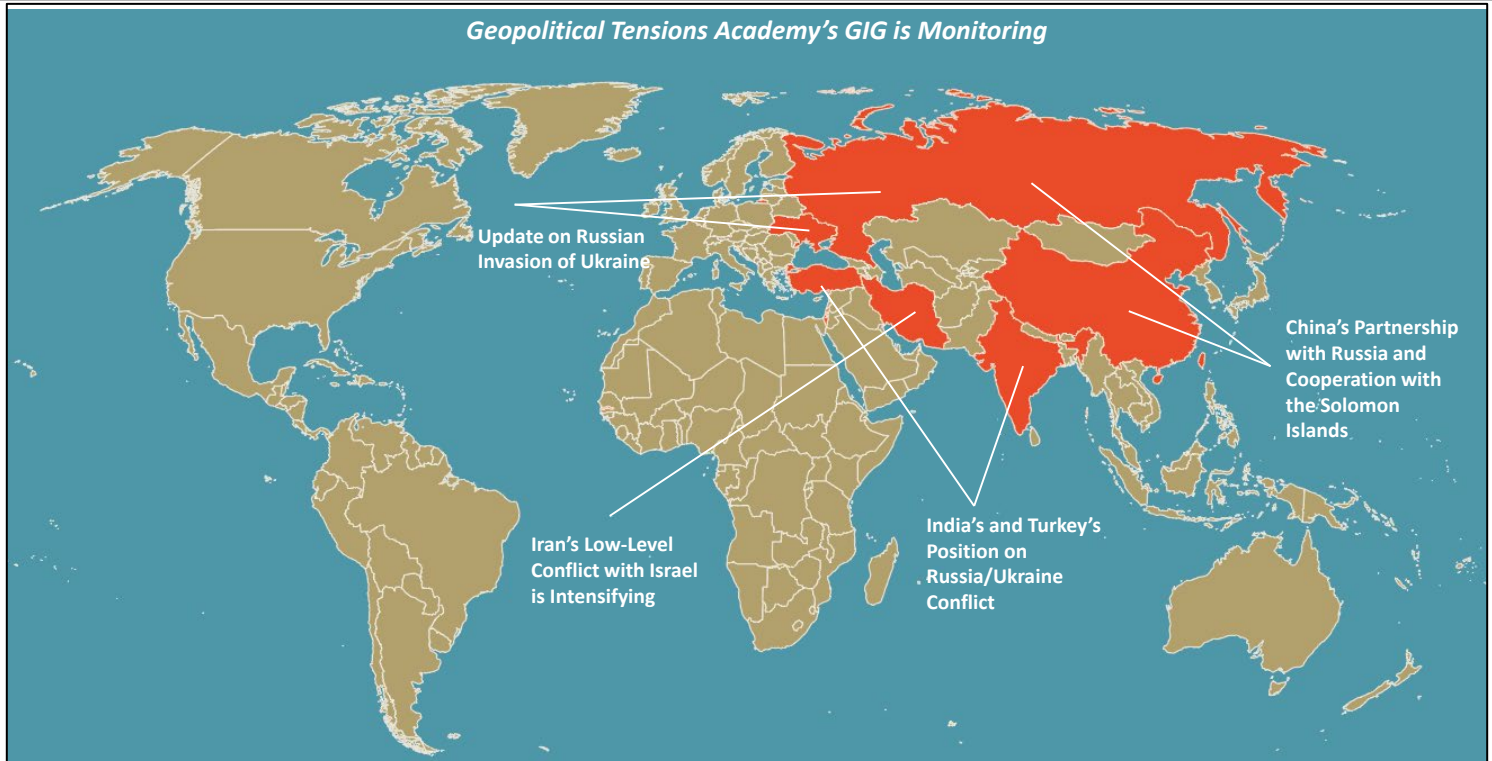 Geopolitical Tensions Academy’s GIG is Monitoring
Update on Russian
Invasion of Ukraine
China’s Partnership
with Russia and
Cooperation with
the Solomon
Islands
Iran’s Low-Level
Conflict with Israel
is Intensifying
India’s and Turkey’s
Position on
Russia/Ukraine
Conflict